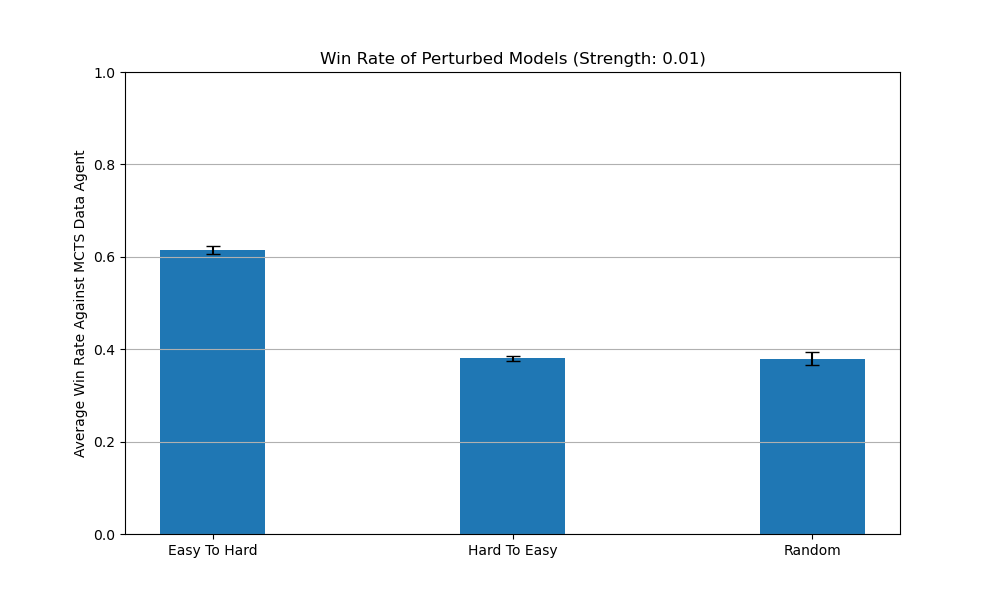 Win Rate of Perturbed Models (Strength: 0.01)
Average Win Rate Against MCTS Data Agent
1.0
0.8
0.6
0.4
0.2
0.0
Easy To Hard
Hard To Easy
Random